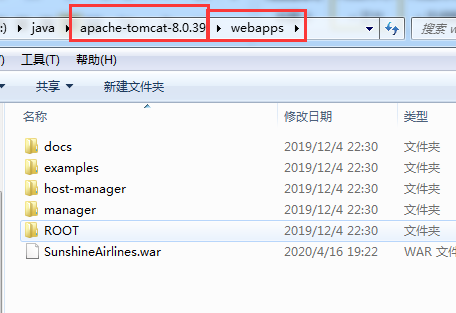 :) ▸ java ▸ apache-tomcat-8.0.39 ▸ webapps ▸ 搜索 w
工具(T) 帮助(H)
共享 新建文件夹
名称 修改日期 类型
docs 2019/12/4 22:30 文件夹
examples 2019/12/4 22:30 文件夹
host-manager 2019/12/4 22:30 文件夹
manager 2019/12/4 22:30 文件夹
ROOT 2019/12/4 22:30 文件夹
SunshineAirlines.war 2020/4/16 19:22 WAR 文件